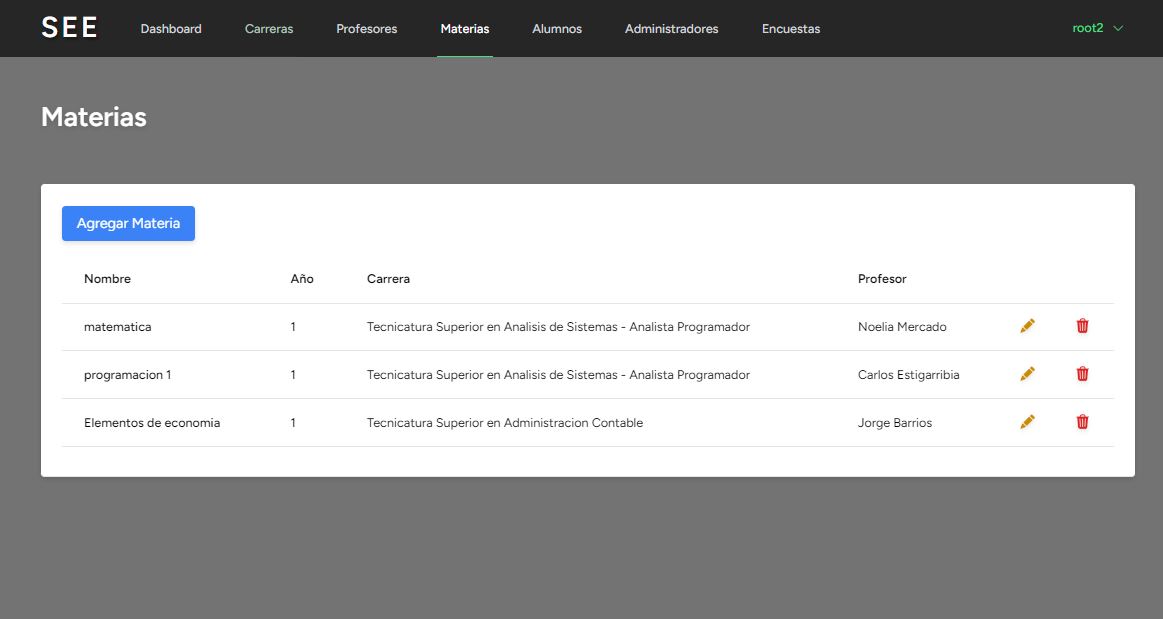 SEE Dashboard Carreras Profesores Materias Alumnos Administradores Encuestas root2
Materias
Agregar Materia
Nombre Año Carrera Profesor
matematica 1 Tecnicatura Superior en Analisis de Sistemas - Analista Programador Noelia Mercado
programacion 1 1 Tecnicatura Superior en Analisis de Sistemas - Analista Programador Carlos Estigarribia
Elementos de economia 1 Tecnicatura Superior en Administracion Contable Jorge Barrios